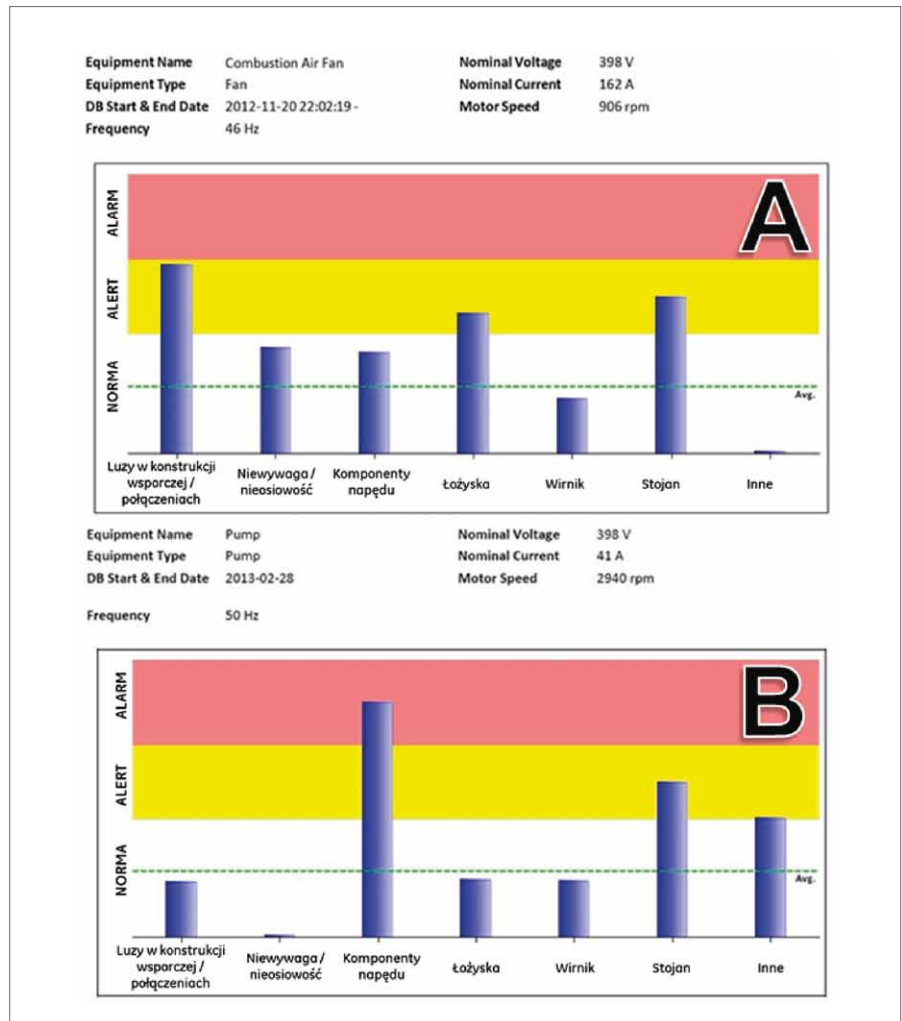 Equipment Name Combustion Air Fan Nominal Voltage 398 V
Equipment Type Fan Nominal Current 162 A
DB Start & End Date 2012-11-20 22:02:19 - Motor Speed 906 rpm
Frequency 46 Hz
A
ALARM
ALERT
NORMA
Avg.
Luzy w konstrukcji
wsporczej /
połączeniach
Niewywaga /
nieosiowość
Komponenty
napędu
Łożyska
Wirnik
Stojan
Inne
Equipment Name Pump Nominal Voltage 398 V
Equipment Type Pump Nominal Current 41 A
DB Start & End Date 2013-02-28 Motor Speed 2940 rpm
Frequency 50 Hz
B
ALARM
ALERT
NORMA
Avg.
Luzy w konstrukcji
wsporczej /
połączeniach
Niewywaga /
nieosiowość
Komponenty
napędu
Łożyska
Wirnik
Stojan
Inne